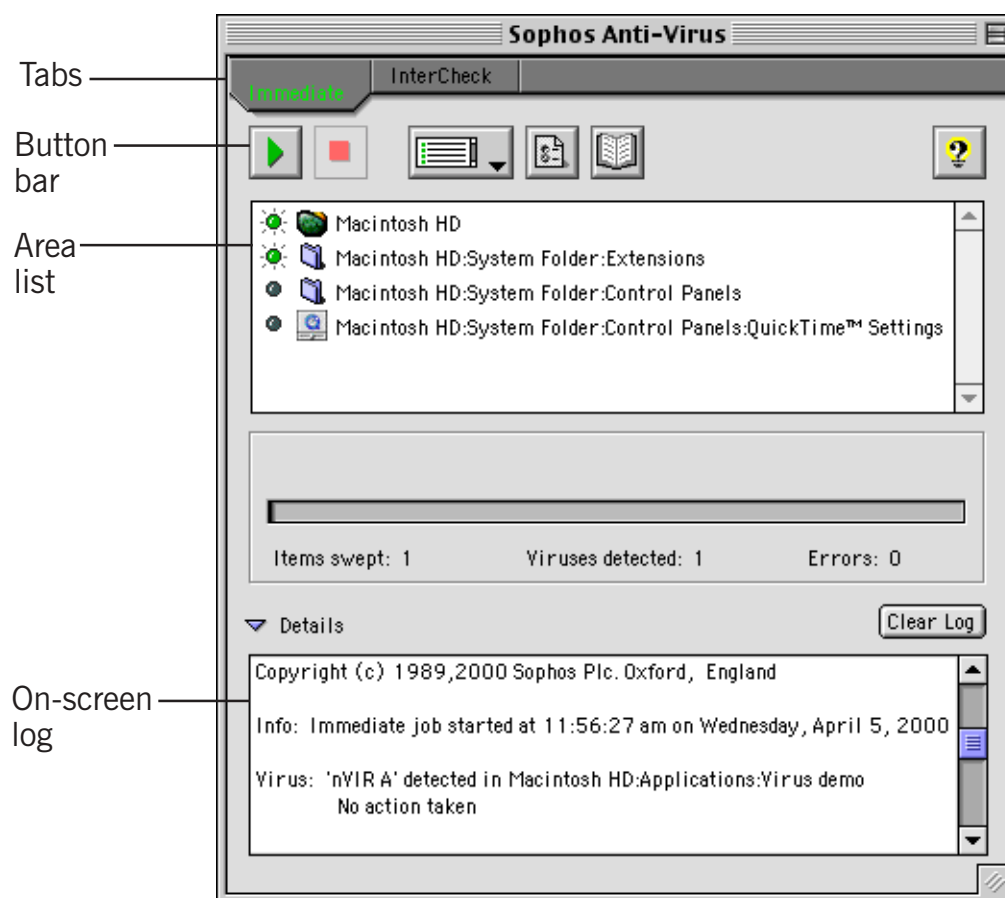 Sophos Anti-Virus
Tabs
Immediate
InterCheck
Button
bar
Area
list
Macintosh HD
Macintosh HD:System Folder:Extensions
Macintosh HD:System Folder:Control Panels
Macintosh HD:System Folder:Control Panels:QuickTime™ Settings
Items swept: 1
Viruses detected: 1
Errors: 0
Details
Clear Log
On-screen
log
Copyright (c) 1989,2000 Sophos Plc. Oxford, England
Info: Immediate job started at 11:56:27 am on Wednesday, April 5, 2000
Virus: 'nVIR A' detected in Macintosh HD:Applications:Virus demo
No action taken